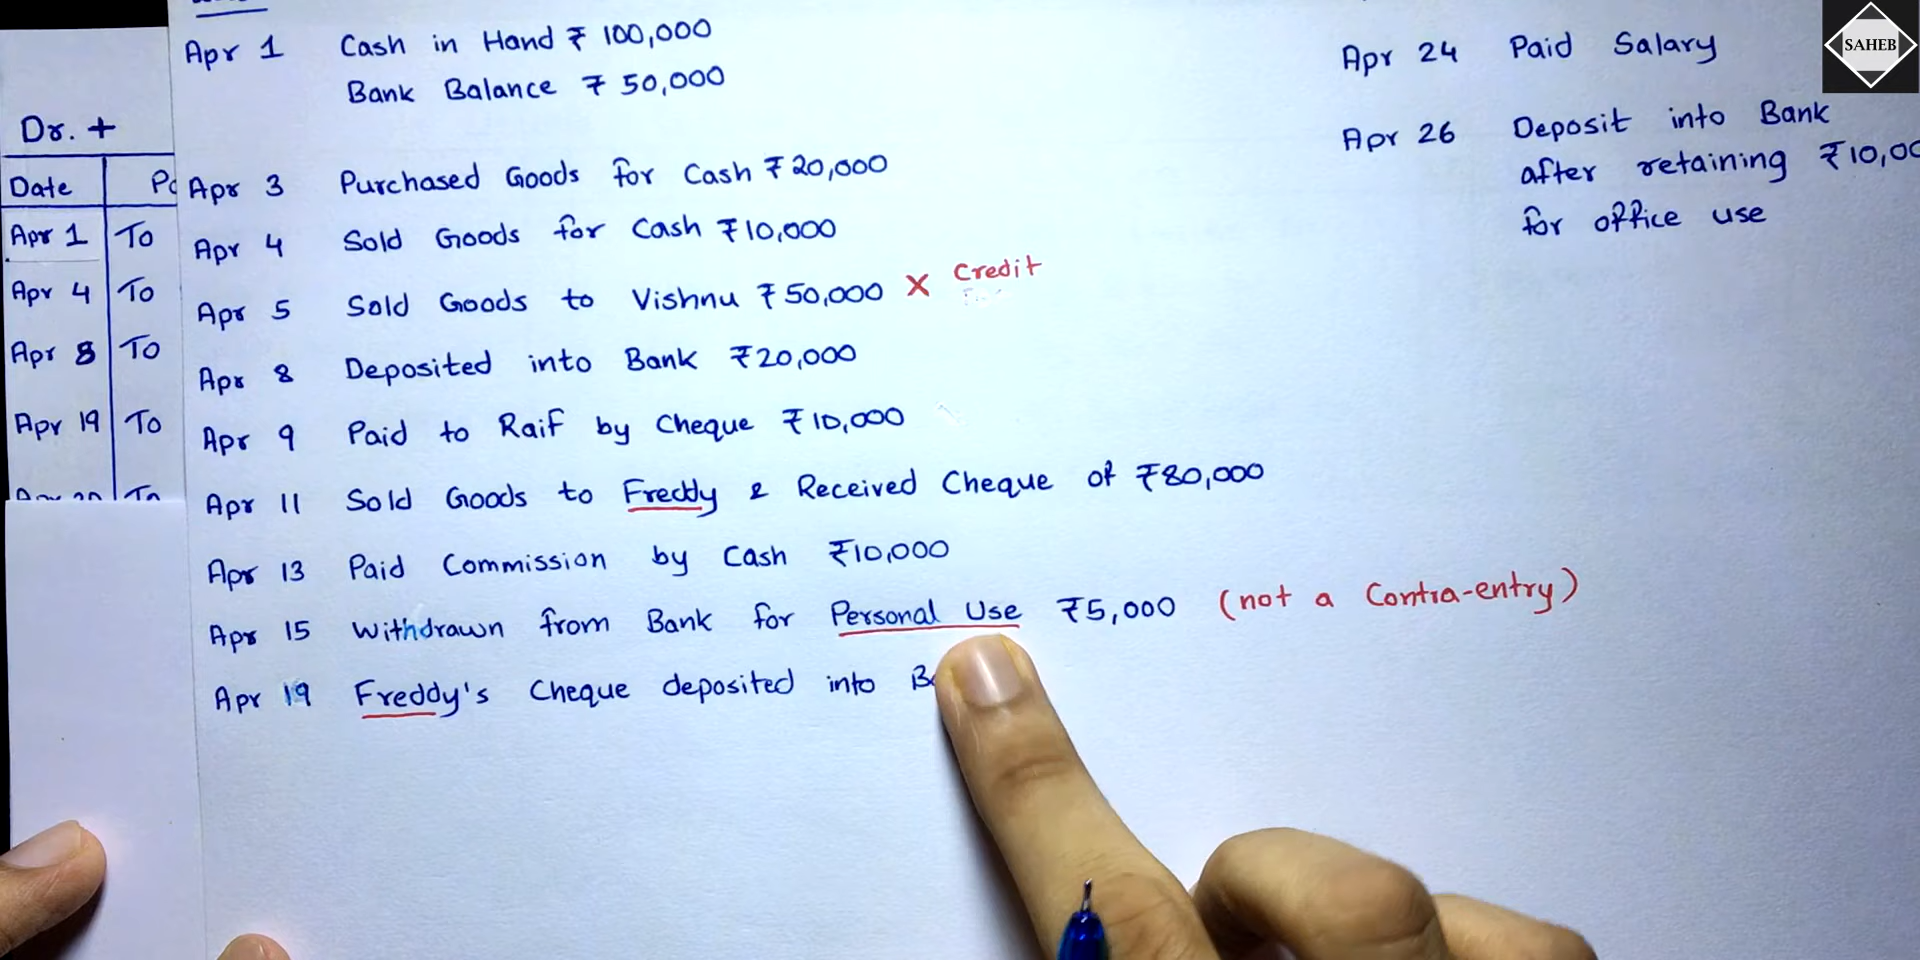 Apr 1 Cash in Hand ₹ 100,000
Bank Balance ₹ 50,000
Apr 3 Purchased Goods for Cash ₹20,000
Apr 4 Sold Goods for Cash ₹10,000
Apr 5 Sold Goods to Vishnu ₹50,000 X Credit
Apr 8 Deposited into Bank ₹20,000
Apr 9 Paid to Raif by Cheque ₹10,000
Apr 11 Sold Goods to Freddy & Received Cheque of ₹80,000
Apr 13 Paid Commission by Cash ₹10,000
Apr 15 Withdrawn from Bank for Personal Use ₹5,000 (not a Contra-entry)
Apr 19 Freddy's Cheque deposited into
Apr 24 Paid Salary
Apr 26 Deposit into Bank
after retaining ₹10,00
for office use
Dr. +
Date
Apr 1 To
Apr 4 To
Apr 8 To
Apr 19 To
SAHEB